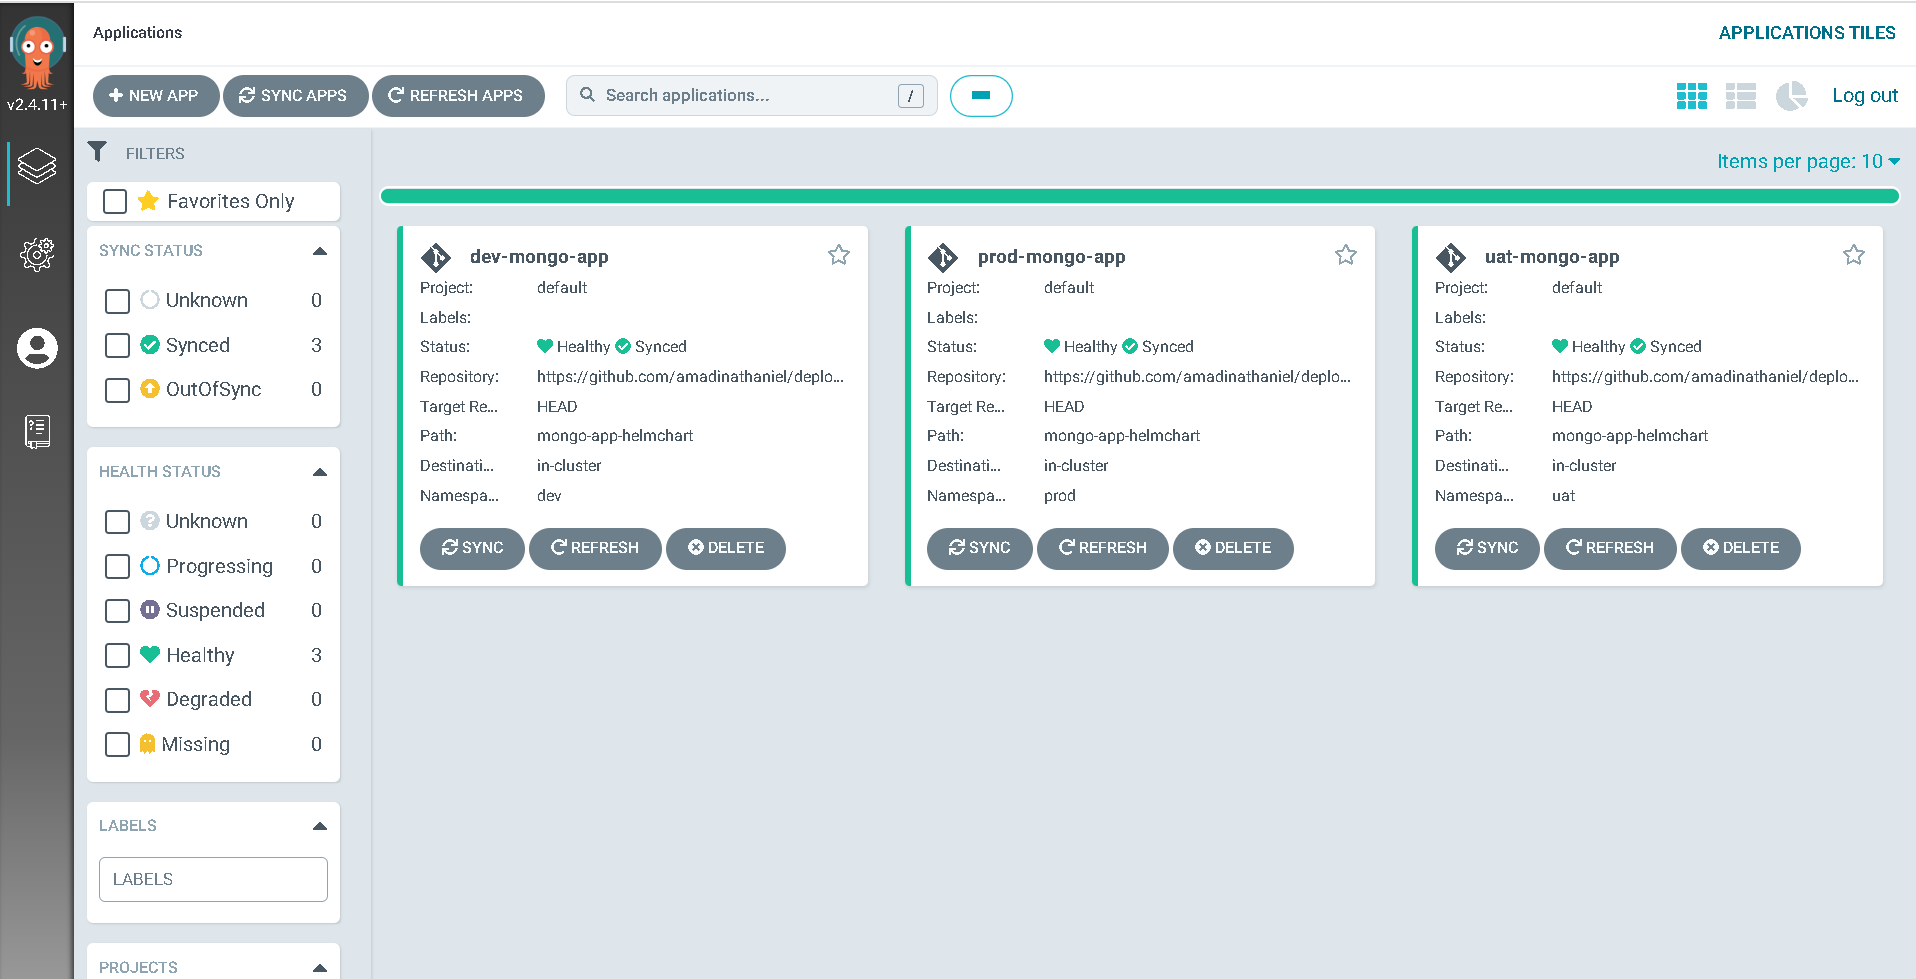 Applications
APPLICATIONS TILES
v2.4.11+
NEW APP
SYNC APPS
REFRESH APPS
Search applications...
/
Log out
FILTERS
Favorites Only
SYNC STATUS
Unknown 0
Synced 3
OutOfSync 0
HEALTH STATUS
Unknown 0
Progressing 0
Suspended 0
Healthy 3
Degraded 0
Missing 0
LABELS
LABELS
PROJECTS
Items per page: 10
dev-mongo-app
Project: default
Labels:
Status: Healthy Synced
Repository: https://github.com/amadinathaniel/deplo...
Target Re... HEAD
Path: mongo-app-helmchart
Destinati... in-cluster
Namespa... dev
SYNC REFRESH DELETE
prod-mongo-app
Project: default
Labels:
Status: Healthy Synced
Repository: https://github.com/amadinathaniel/deplo...
Target Re... HEAD
Path: mongo-app-helmchart
Destinati... in-cluster
Namespa... prod
SYNC REFRESH DELETE
uat-mongo-app
Project: default
Labels:
Status: Healthy Synced
Repository: https://github.com/amadinathaniel/deplo...
Target Re... HEAD
Path: mongo-app-helmchart
Destinati... in-cluster
Namespa... uat
SYNC REFRESH DELETE